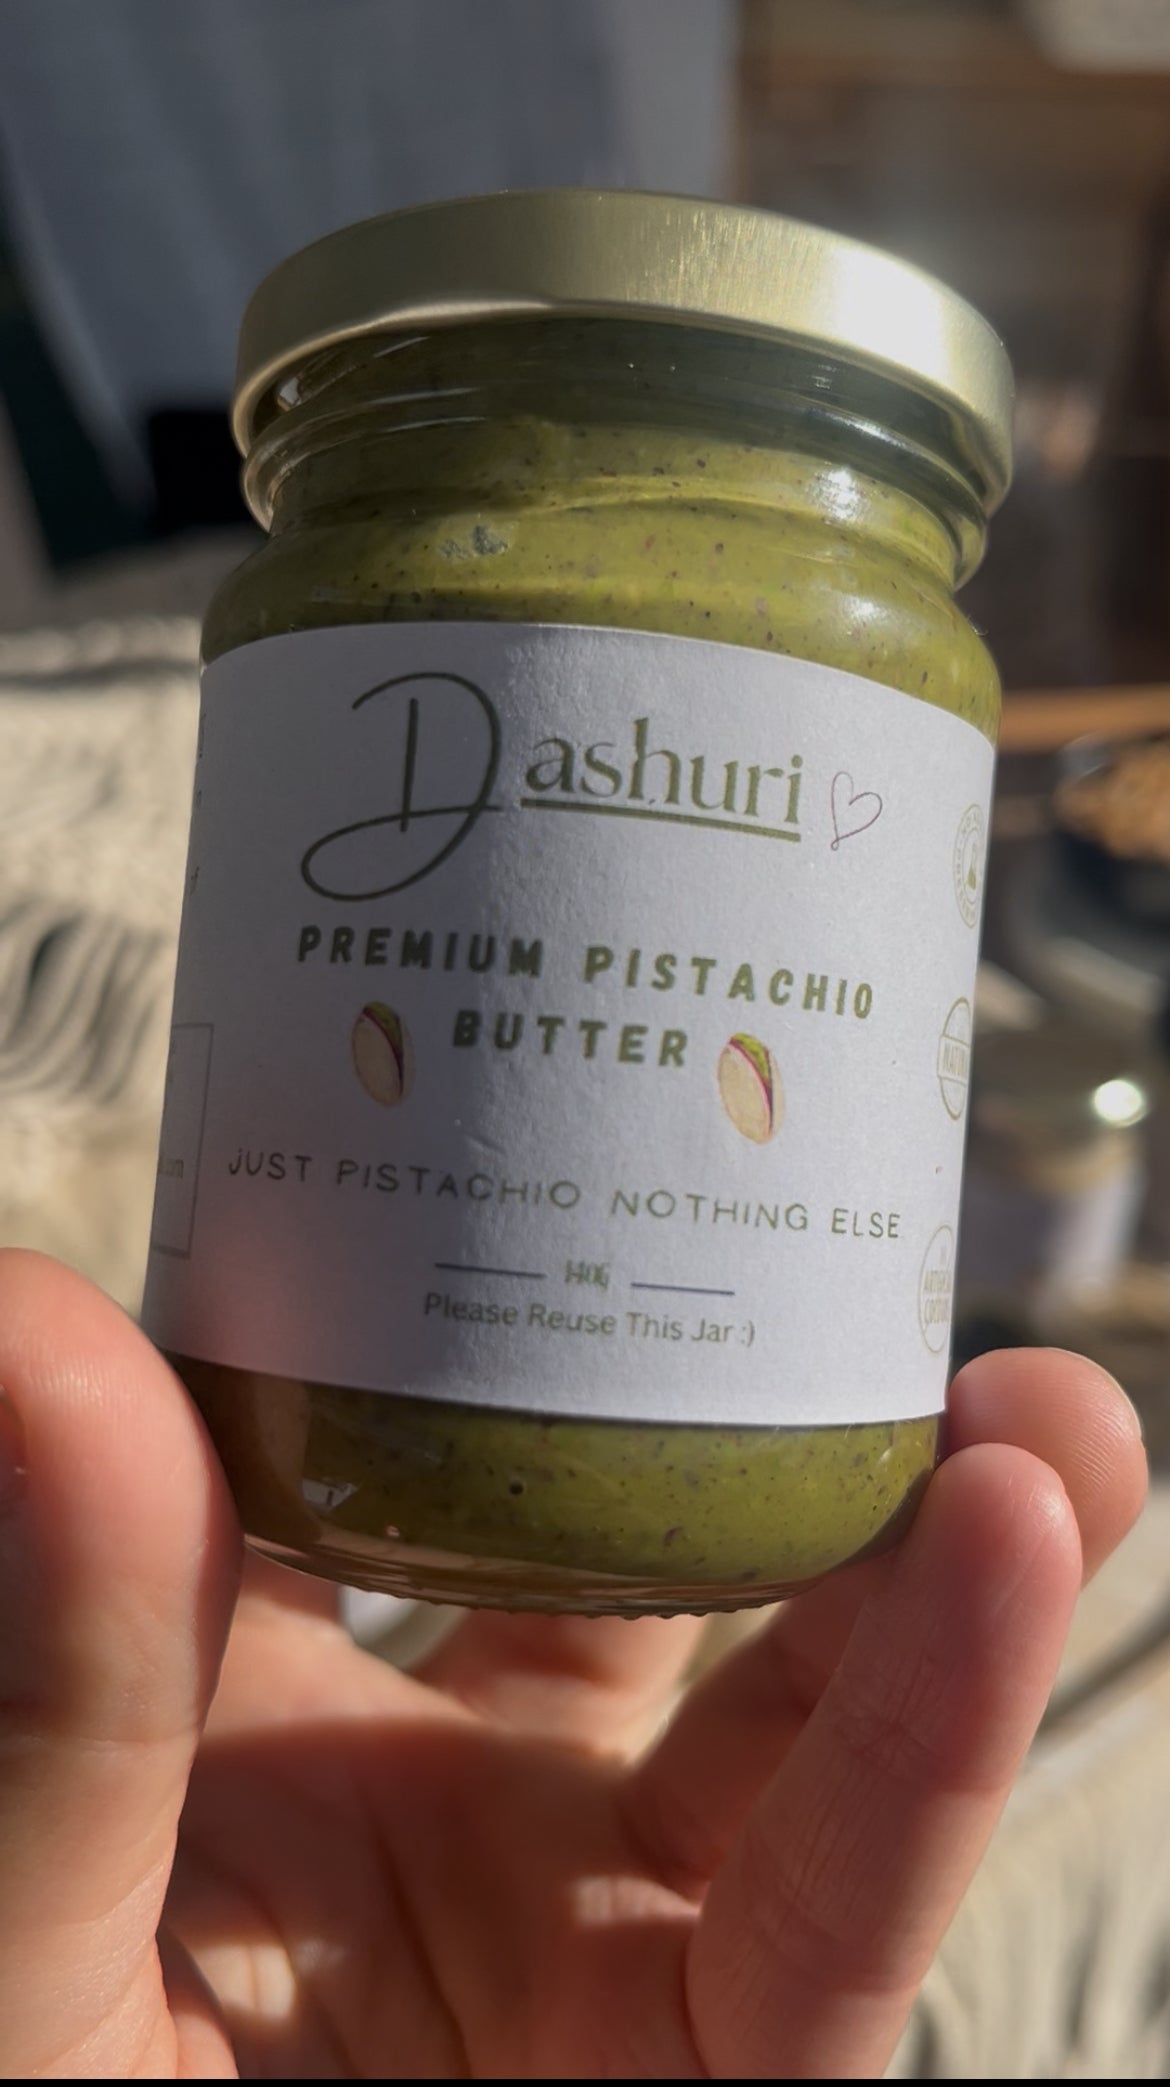 Dashuri
PREMIUM PISTACHIO
BUTTER
JUST PISTACHIO NOTHING ELSE
140G
Please Reuse This Jar :)